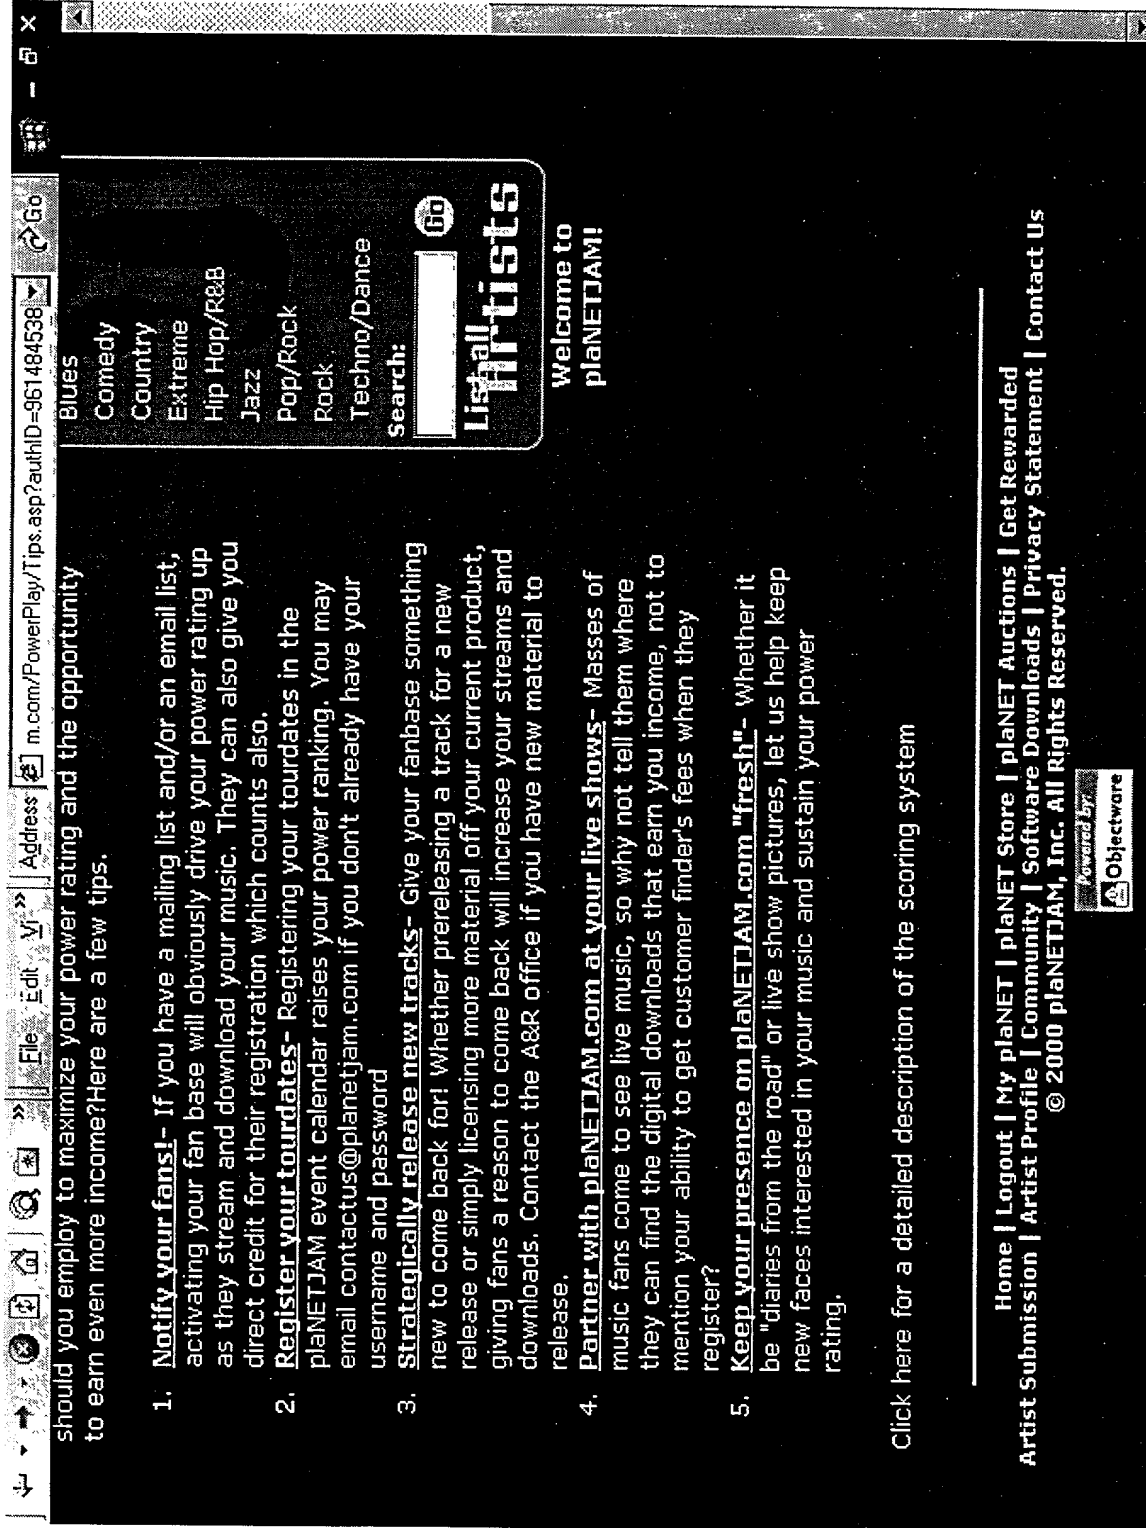 File Edit Vi » Address m.com/PowerPlay/Tips.asp?authID=961484538 Go
should you employ to maximize your power rating and the opportunity
to earn even more income?Here are a few tips.
1. Notify your fans!- If you have a mailing list and/or an email list,
activating your fan base will obviously drive your power rating up
as they stream and download your music. They can also give you
direct credit for their registration which counts also.
2. Register your tourdates- Registering your tourdates in the
plaNETJAM event calendar raises your power ranking. You may
email contactus@planetjam.com if you don't already have your
username and password
3. Strategically release new tracks- Give your fanbase something
new to come back for! Whether prereleasing a track for a new
release or simply licensing more material off your current product,
giving fans a reason to come back will increase your streams and
downloads. Contact the A&R office if you have new material to
release.
4. Partner with plaNETJAM.com at your live shows- Masses of
music fans come to see live music, so why not tell them where
they can find the digital downloads that earn you income, not to
mention your ability to get customer finder's fees when they
register?
5. Keep your presence on plaNETJAM.com "fresh"- Whether it
be "diaries from the road" or live show pictures, let us help keep
new faces interested in your music and sustain your power
rating.
Click here for a detailed description of the scoring system
Blues
Comedy
Country
Extreme
Hip Hop/R&B
Jazz
Pop/Rock
Rock
Techno/Dance
Search:
Go
List all
Artists
Welcome to
plaNETJAM!
Home | Logout | My plaNET | plaNET Store | plaNET Auctions | Get Rewarded
Artist Submission | Artist Profile | Community | Software Downloads | Privacy Statement | Contact Us
© 2000 plaNETJAM, Inc. All Rights Reserved.
Powered by:
Objectware